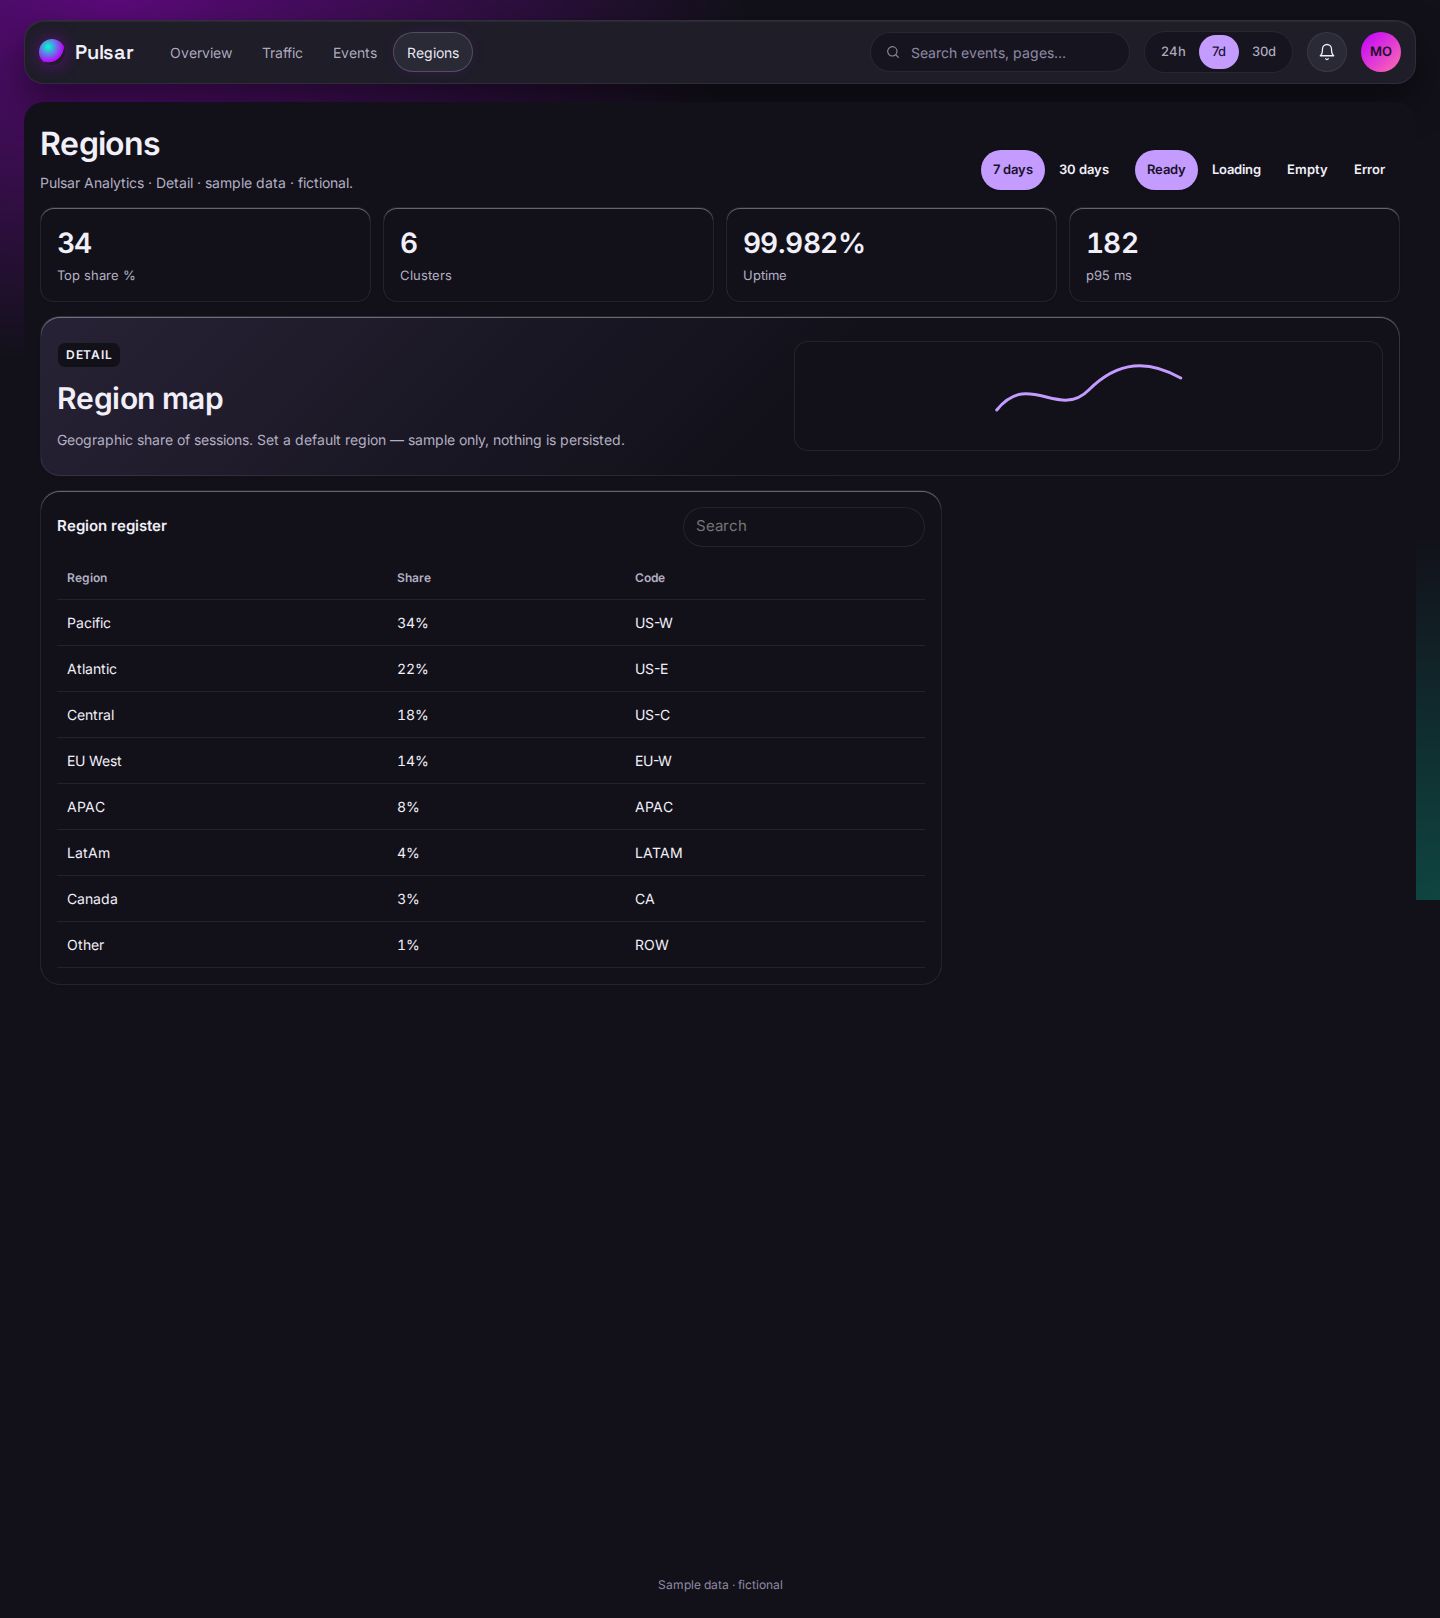 Pulsar
Overview Traffic Events Regions
Search events, pages...
24h 7d 30d
MO
Regions
Pulsar Analytics · Detail · sample data · fictional.
7 days 30 days Ready Loading Empty Error
34
Top share %
6
Clusters
99.982%
Uptime
182
p95 ms
DETAIL
Region map
Geographic share of sessions. Set a default region — sample only, nothing is persisted.
Region register
Search
Region Share Code
Pacific 34% US-W
Atlantic 22% US-E
Central 18% US-C
EU West 14% EU-W
APAC 8% APAC
LatAm 4% LATAM
Canada 3% CA
Other 1% ROW
Sample data · fictional